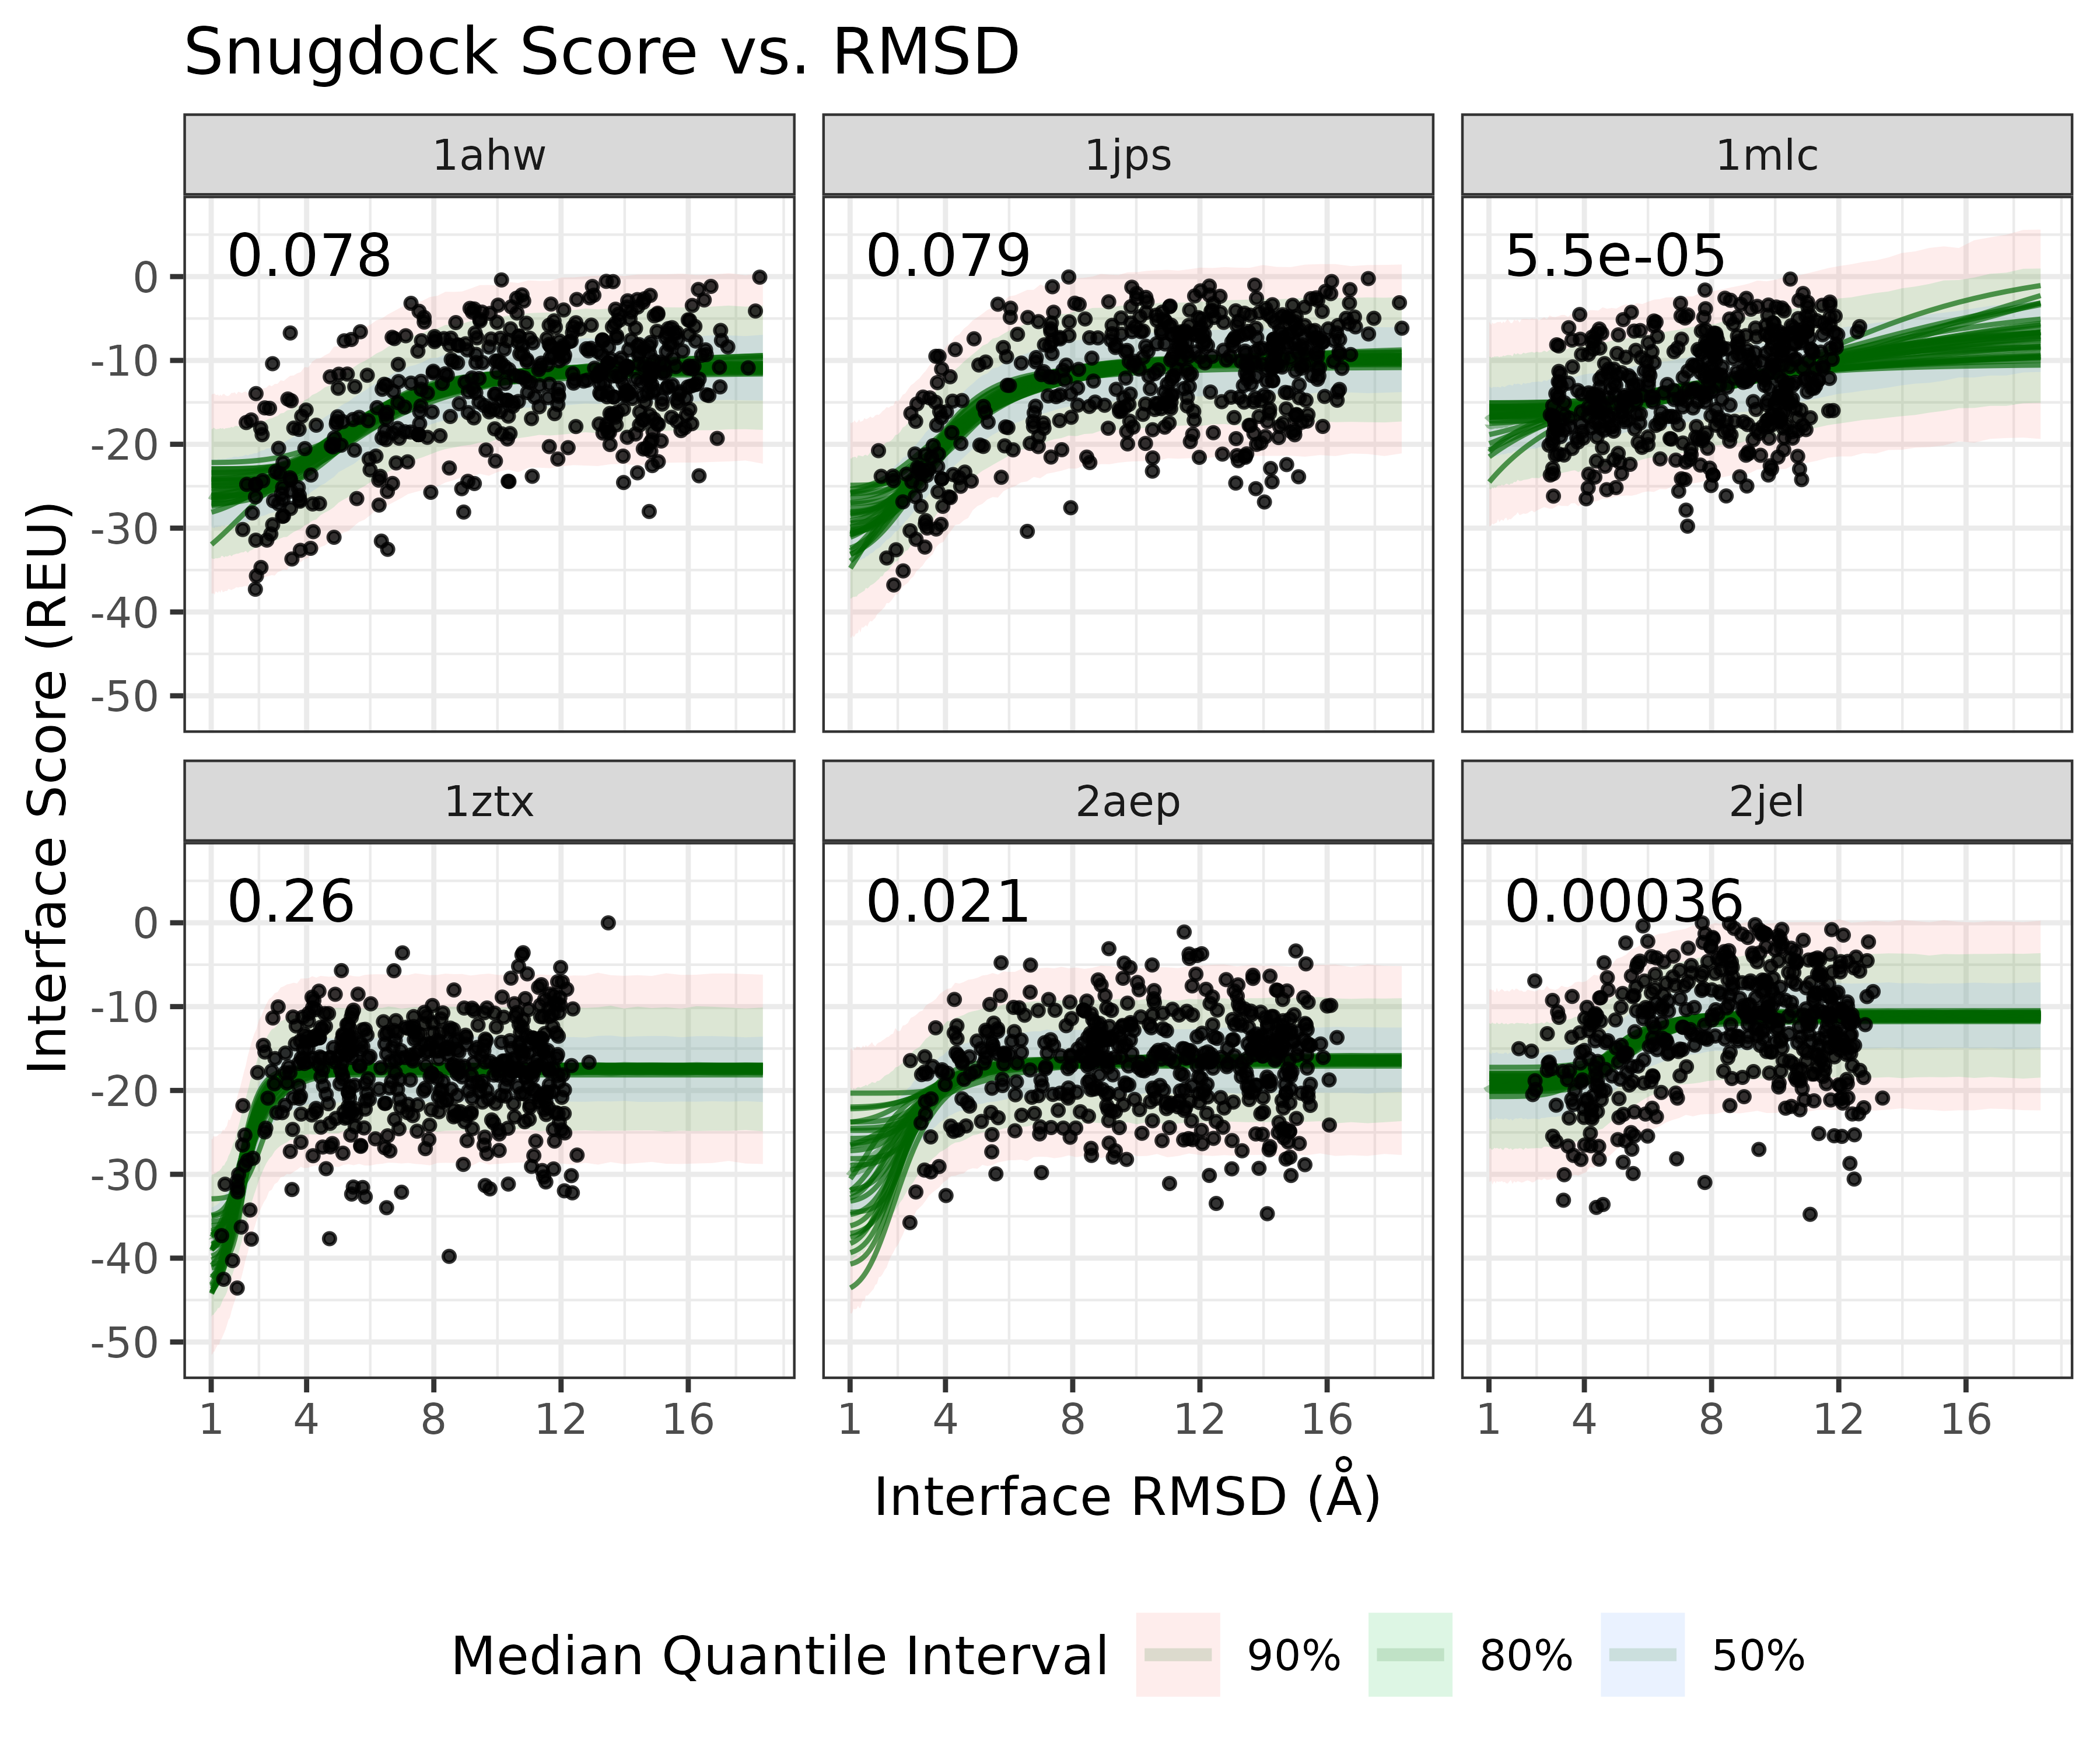 Snugdock Score vs. RMSD
1ahw 1jps 1mlc
0.078 0.079 5.5e-05
0
-10
-20
-30
-40
-50
Interface Score (REU)
1ztx 2aep 2jel
0.26 0.021 0.00036
0
-10
-20
-30
-40
-50
1 4 8 12 16 1 4 8 12 16 1 4 8 12 16
Interface RMSD (Å)
Median Quantile Interval 90% 80% 50%